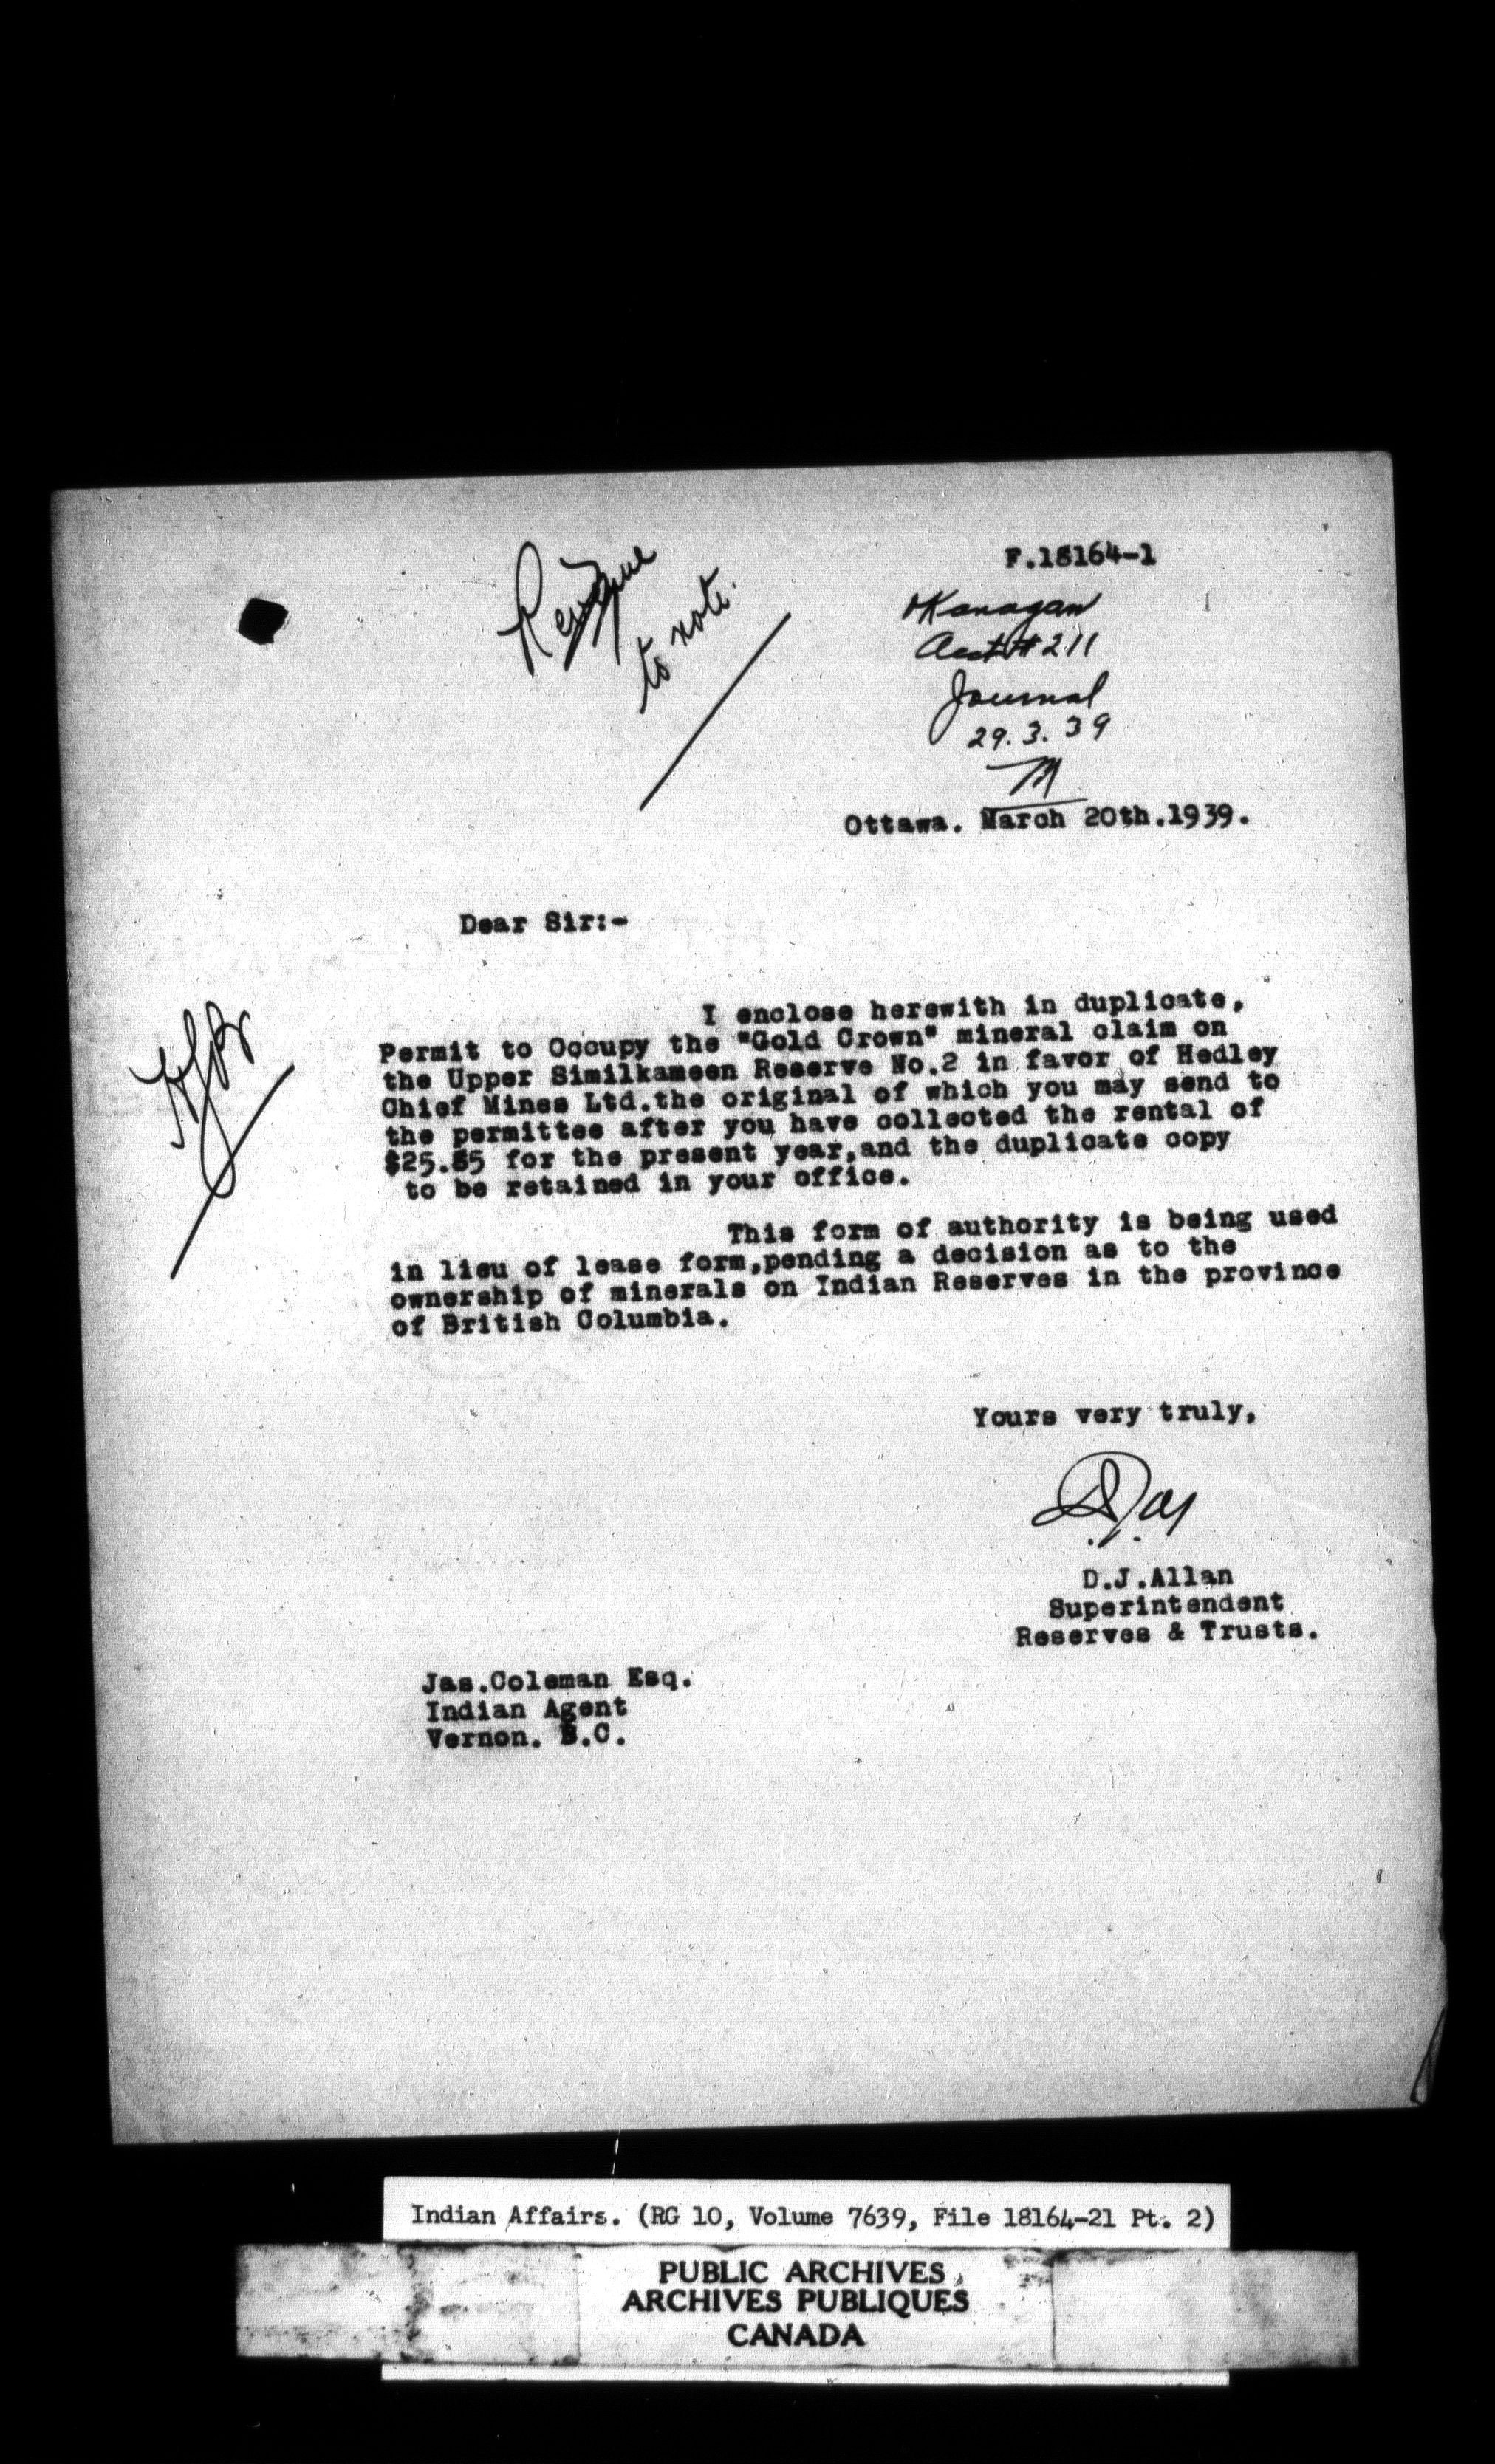 F.18164-1
to note.
Okanagan
Acct # 211
Journal
29.3.39
M
Ottawa. March 20th.1939.
Dear Sir:-
I enclose herewith in duplicate,
Permit to Occupy the "Gold Crown" mineral claim on
the Upper Similkameen Reserve No.2 in favor of Hedley
Chief Mines Ltd.the original of which you may send to
the permittee after you have collected the rental of
$25.85 for the present year,and the duplicate copy
to be retained in your office.
This form of authority is being used
in lieu of lease form,pending a decision as to the
ownership of minerals on Indian Reserves in the province
of British Columbia.
Yours very truly,
D.J.Allan
Superintendent
Reserves & Trusts.
Jas.Coleman Esq.
Indian Agent
Vernon. B.C.
Indian Affairs. (RG 10, Volume 7639, File 18164-21 Pt. 2)
PUBLIC ARCHIVES
ARCHIVES PUBLIQUES
CANADA